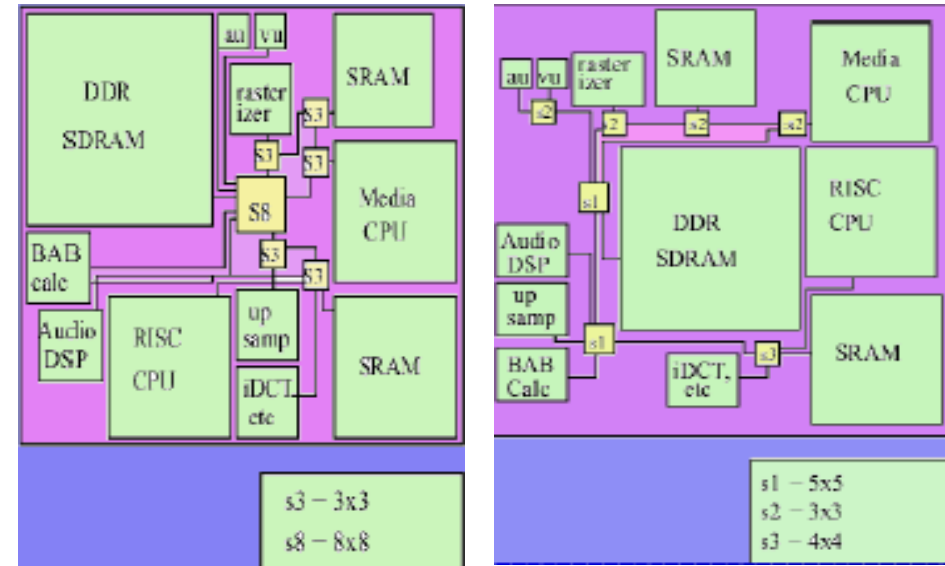 DDR
SDRAM
au
vu
raster
izer
SRAM
s3
s3
s3
S8
Media
CPU
s3
s3
BAB
calc
Audio
DSP
RISC
CPU
up
samp
iDCT,
etc
SRAM
s3 – 3x3
s8 – 8x8
au
vu
raster
izer
SRAM
Media
CPU
s2
s2
s2
s2
RISC
CPU
s1
DDR
SDRAM
Audio
DSP
up
samp
s1
s3
BAB
Calc
iDCT,
etc
SRAM
s1 – 5x5
s2 – 3x3
s3 – 4x4